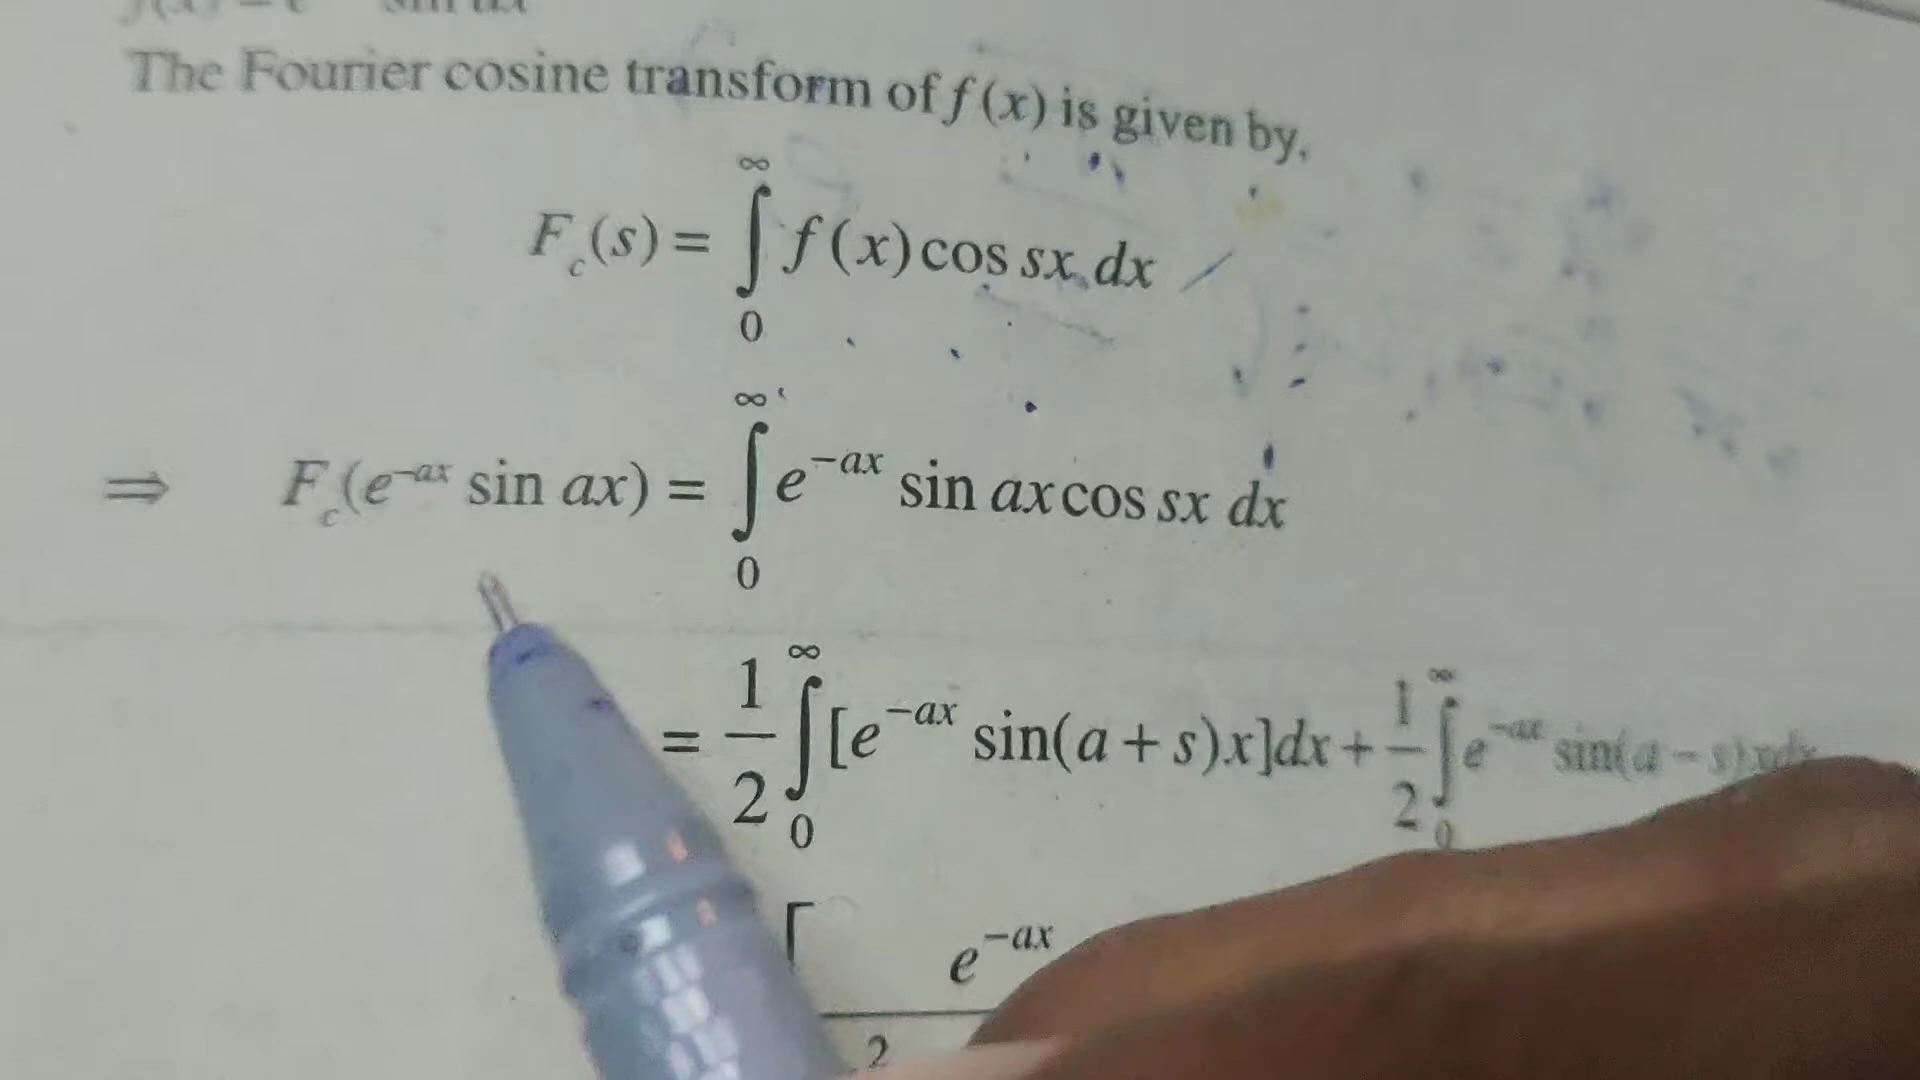 The Fourier cosine transform of f(x) is given by,
F_c(s) = ∫_0^∞ f(x) cos sx dx
⇒ F_c(e^{-ax} sin ax) = ∫_0^∞ e^{-ax} sin ax cos sx dx
= 1/2 ∫_0^∞ [e^{-ax} sin(a + s)x]dx + 1/2 ∫_0^∞ e^{-ax} sin(a − s)xdx
[ e^{-ax}
2